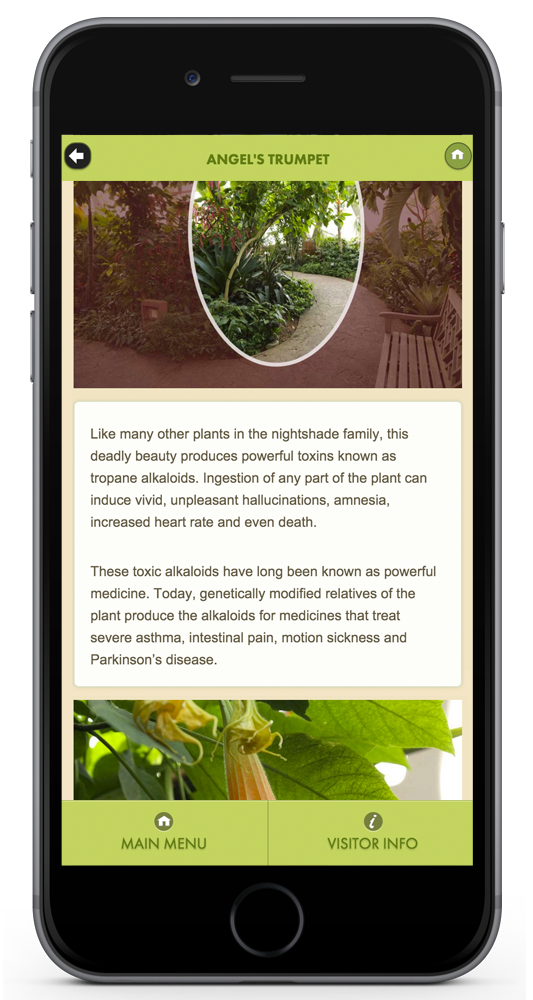 ANGEL'S TRUMPET
Like many other plants in the nightshade family, this
deadly beauty produces powerful toxins known as
tropane alkaloids. Ingestion of any part of the plant can
induce vivid, unpleasant hallucinations, amnesia,
increased heart rate and even death.
These toxic alkaloids have long been known as powerful
medicine. Today, genetically modified relatives of the
plant produce the alkaloids for medicines that treat
severe asthma, intestinal pain, motion sickness and
Parkinson's disease.
MAIN MENU
VISITOR INFO